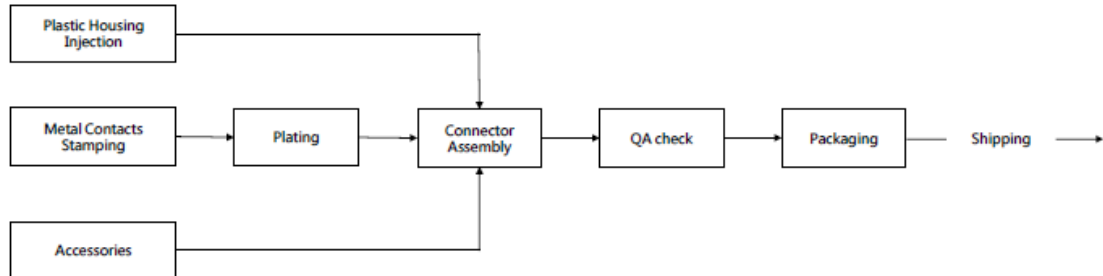 Plastic Housing
Injection
Metal Contacts
Stamping
Plating
Connector
Assembly
QA check
Packaging
Shipping
Accessories